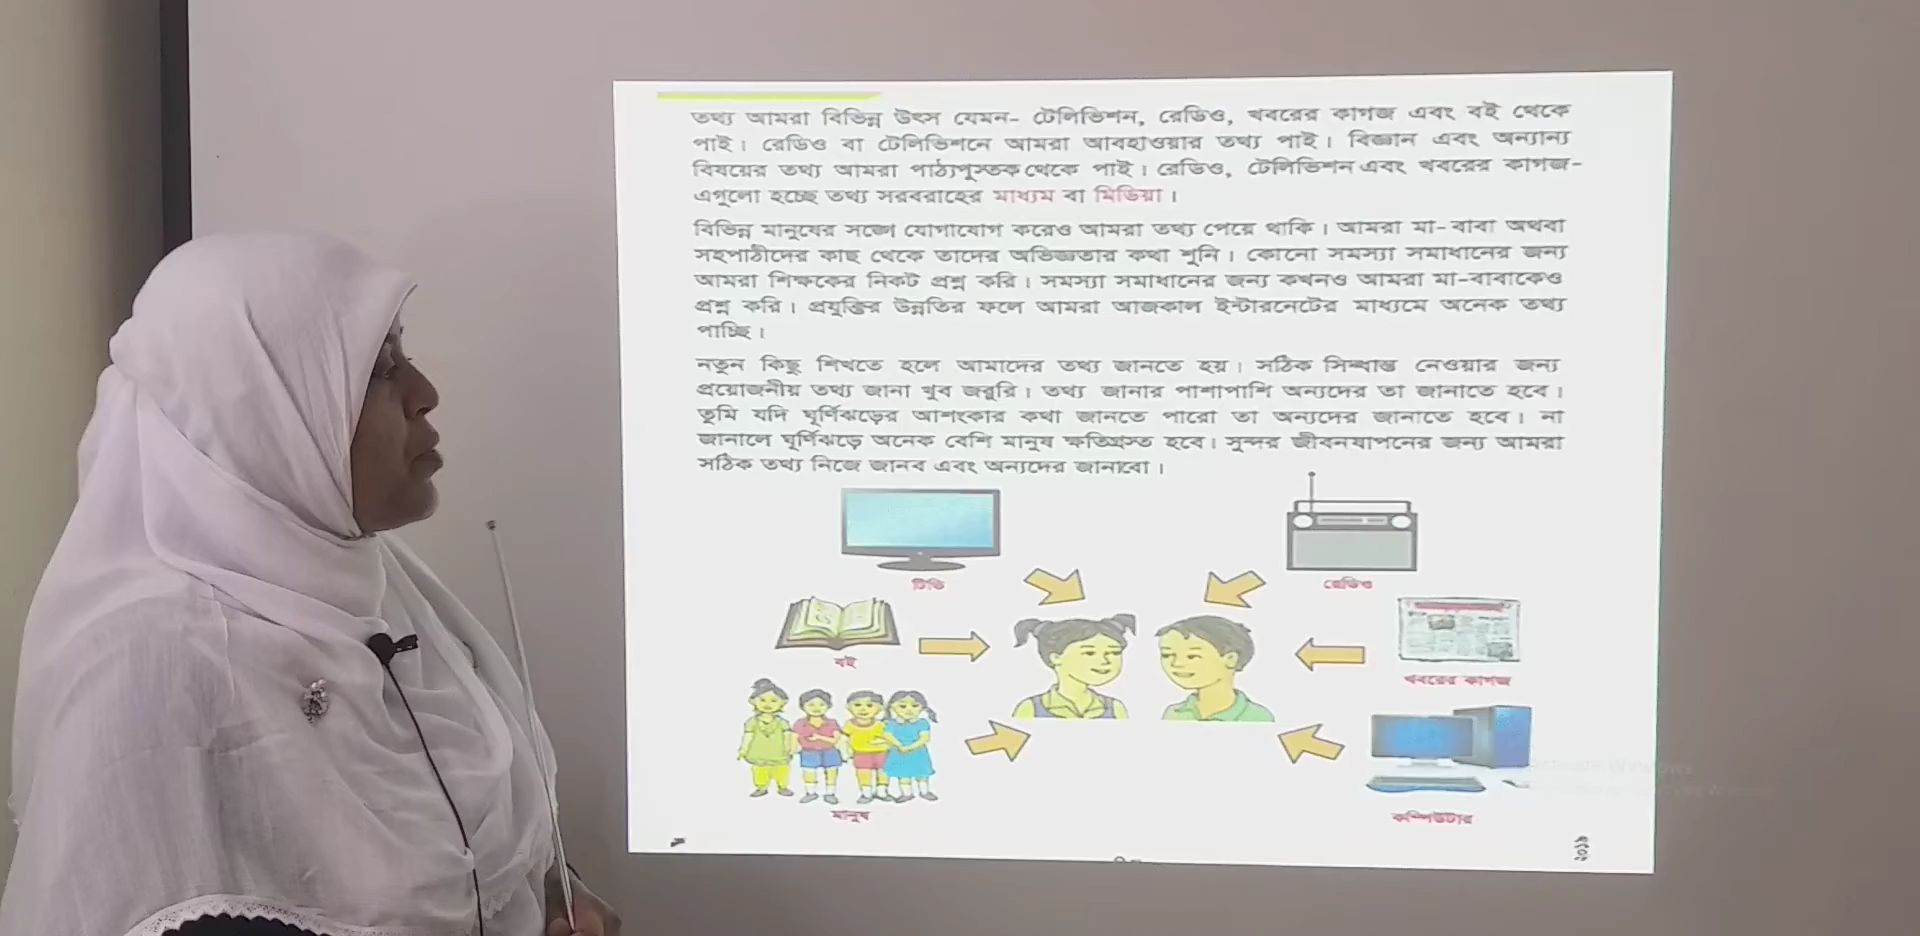 তথ্য আমরা বিভিন্ন উৎস যেমন- টেলিভিশন, রেডিও, খবরের কাগজ এবং বই থেকে
পাই। রেডিও বা টেলিভিশনে আমরা আবহাওয়ার তথ্য পাই। বিজ্ঞান এবং অন্যান্য
বিষয়ের তথ্য আমরা পাঠ্যপুস্তক থেকে পাই। রেডিও, টেলিভিশন এবং খবরের কাগজ-
এগুলো হচ্ছে তথ্য সরবরাহের মাধ্যম বা মিডিয়া।
বিভিন্ন মানুষের সঙ্গে যোগাযোগ করেও আমরা তথ্য পেয়ে থাকি। আমরা মা-বাবা অথবা
সহপাঠীদের কাছ থেকে তাদের অভিজ্ঞতার কথা শুনি। কোনো সমস্যা সমাধানের জন্য
আমরা শিক্ষকের নিকট প্রশ্ন করি। সমস্যা সমাধানের জন্য কখনও আমরা মা-বাবাকেও
প্রশ্ন করি। প্রযুক্তির উন্নতির ফলে আমরা আজকাল ইন্টারনেটের মাধ্যমে অনেক তথ্য
পাচ্ছি।
নতুন কিছু শিখতে হলে আমাদের তথ্য জানতে হয়। সঠিক সিদ্ধান্ত নেওয়ার জন্য
প্রয়োজনীয় তথ্য জানা খুব জরুরি। তথ্য জানার পাশাপাশি অন্যদের তা জানাতে হবে।
তুমি যদি ঘূর্ণিঝড়ের আশংকার কথা জানতে পারো তা অন্যদের জানাতে হবে। না
জানালে ঘূর্ণিঝড়ে অনেক বেশি মানুষ ক্ষতিগ্রস্ত হবে। সুন্দর জীবনযাপনের জন্য আমরা
সঠিক তথ্য নিজে জানব এবং অন্যদের জানাবো।
টিভি
রেডিও
বই
খবরের কাগজ
মানুষ
কম্পিউটার
২০১৯